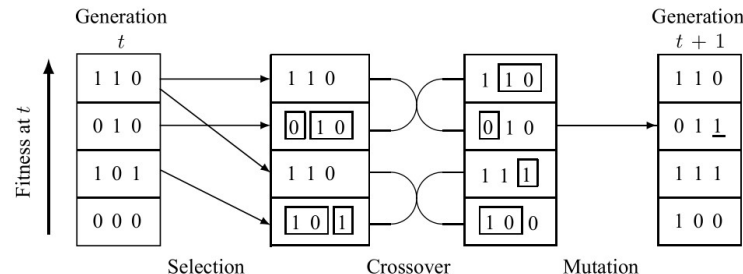 Generation
t
Generation
t + 1
Fitness at t
1 1 0
1 1 0
1 1 0
1 1 0
0 1 0
0 1 0
0 1 0
0 1 1
1 0 1
1 1 0
1 1 1
1 1 1
0 0 0
1 0 1
1 0 0
1 0 0
Selection
Crossover
Mutation